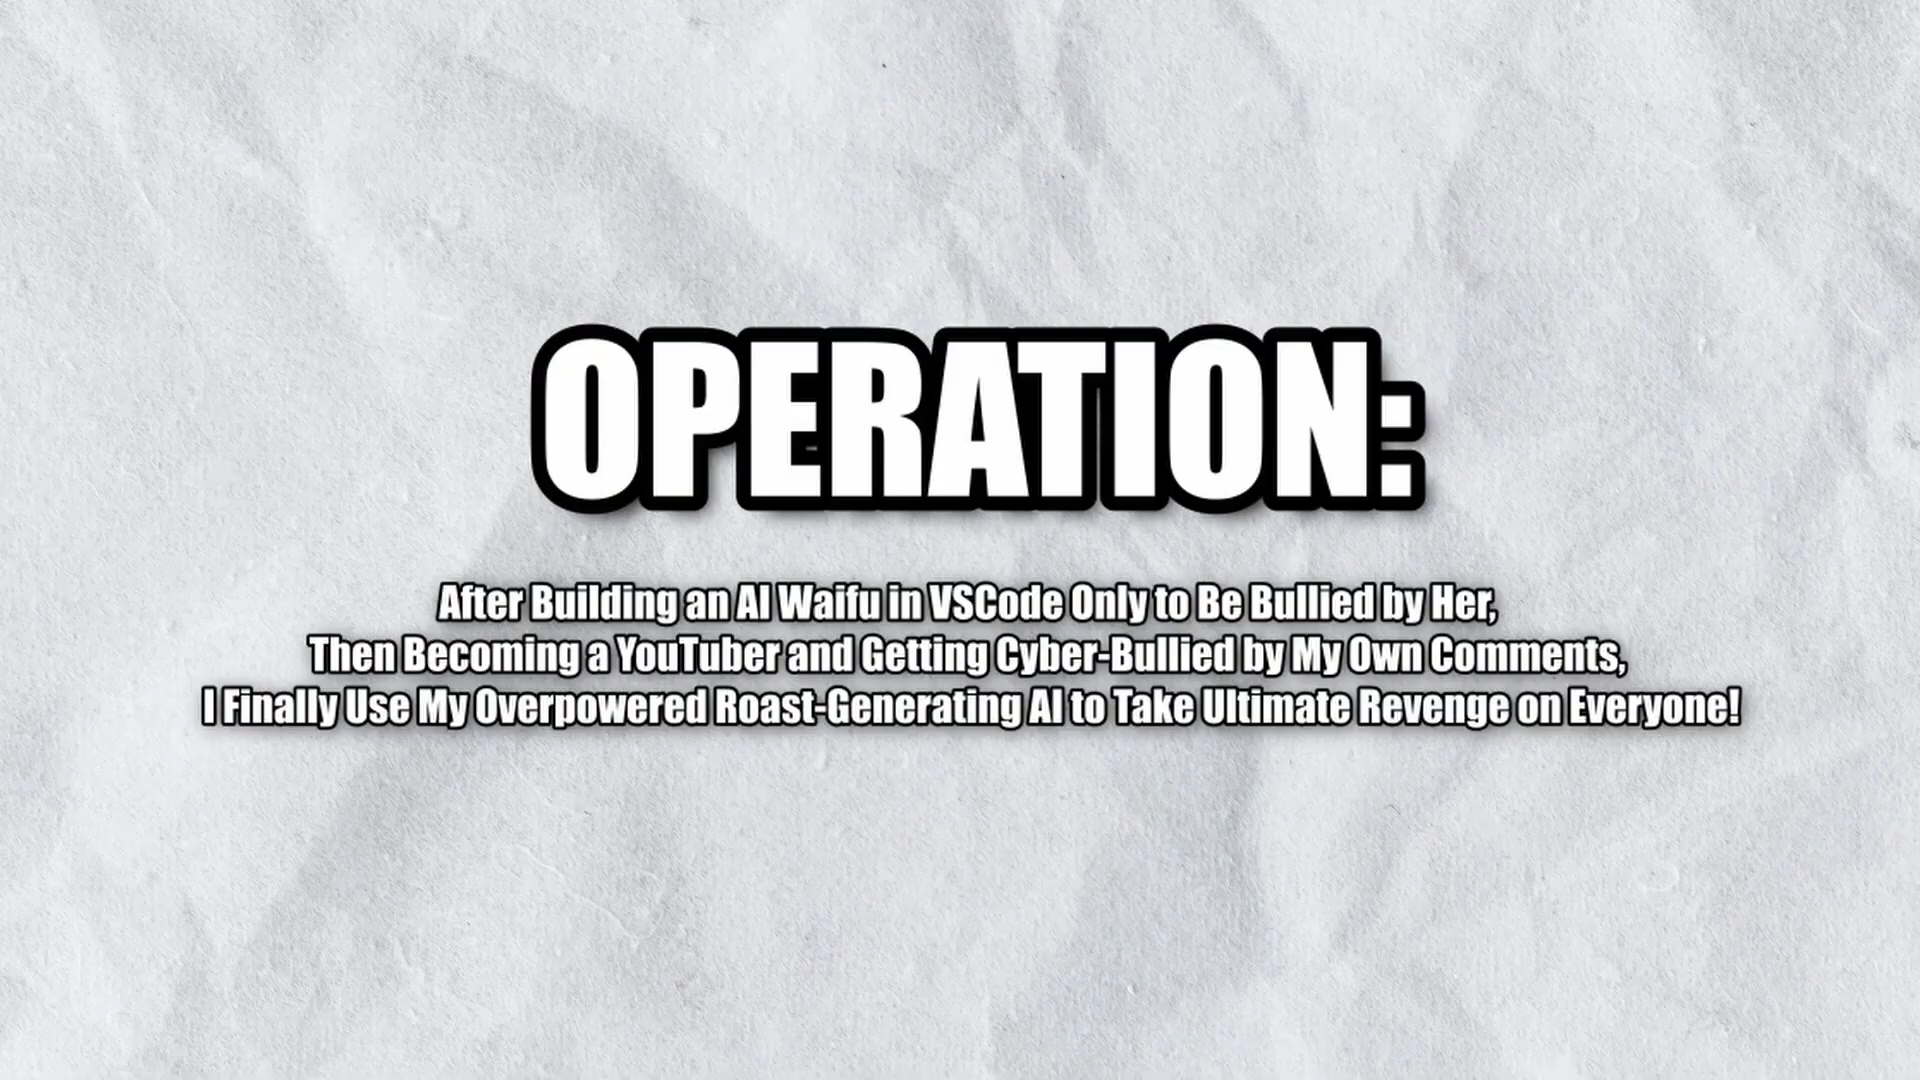 OPERATION:
After Building an AI Waifu in VSCode Only to Be Bullied by Her,
Then Becoming a YouTuber and Getting Cyber-Bullied by My Own Comments,
I Finally Use My Overpowered Roast-Generating AI to Take Ultimate Revenge on Everyone!